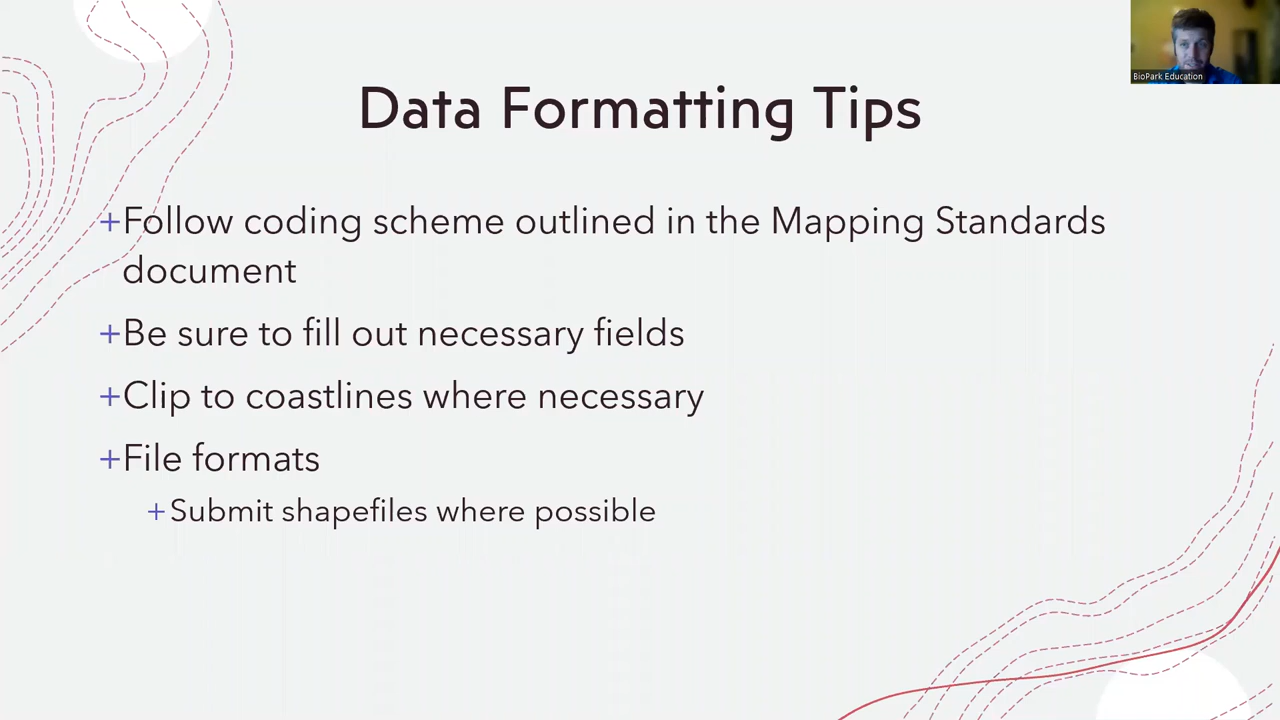 BioPark Education
Data Formatting Tips
+Follow coding scheme outlined in the Mapping Standards
document
+Be sure to fill out necessary fields
+Clip to coastlines where necessary
+File formats
+Submit shapefiles where possible